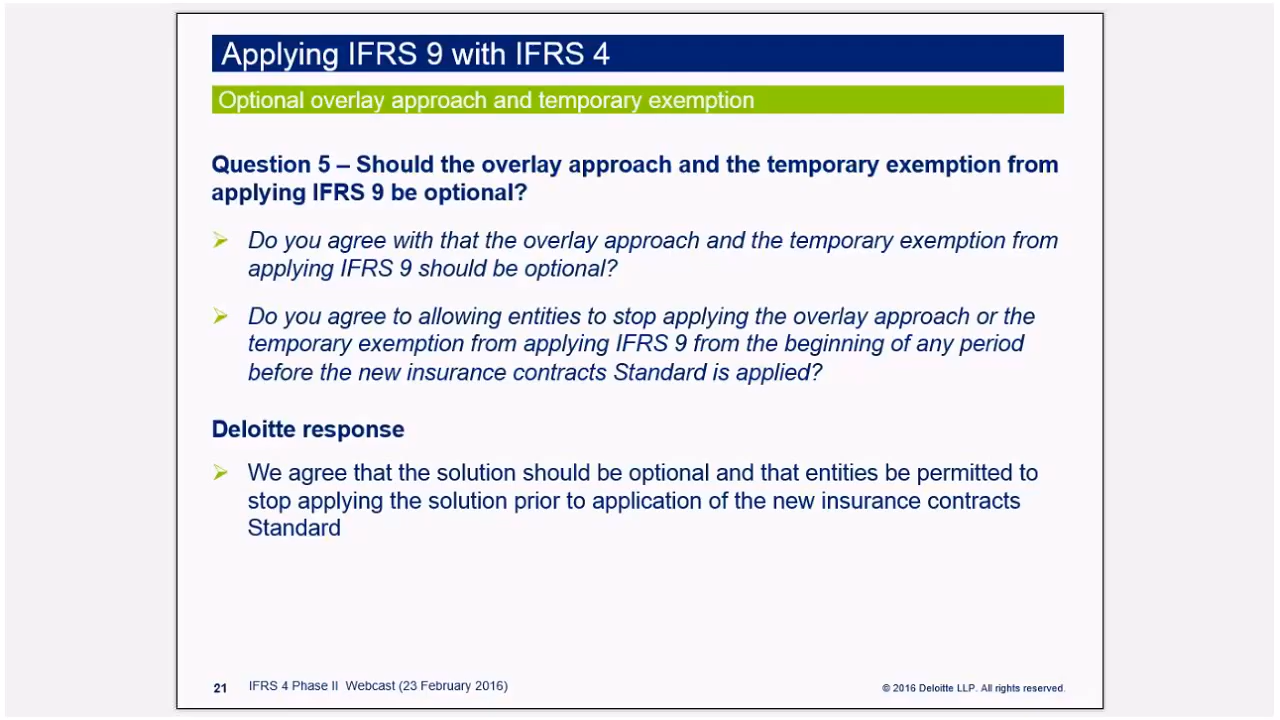 Applying IFRS 9 with IFRS 4
Optional overlay approach and temporary exemption
Question 5 – Should the overlay approach and the temporary exemption from
applying IFRS 9 be optional?
Do you agree with that the overlay approach and the temporary exemption from
applying IFRS 9 should be optional?
Do you agree to allowing entities to stop applying the overlay approach or the
temporary exemption from applying IFRS 9 from the beginning of any period
before the new insurance contracts Standard is applied?
Deloitte response
We agree that the solution should be optional and that entities be permitted to
stop applying the solution prior to application of the new insurance contracts
Standard
21 IFRS 4 Phase II Webcast (23 February 2016) © 2016 Deloitte LLP. All rights reserved.